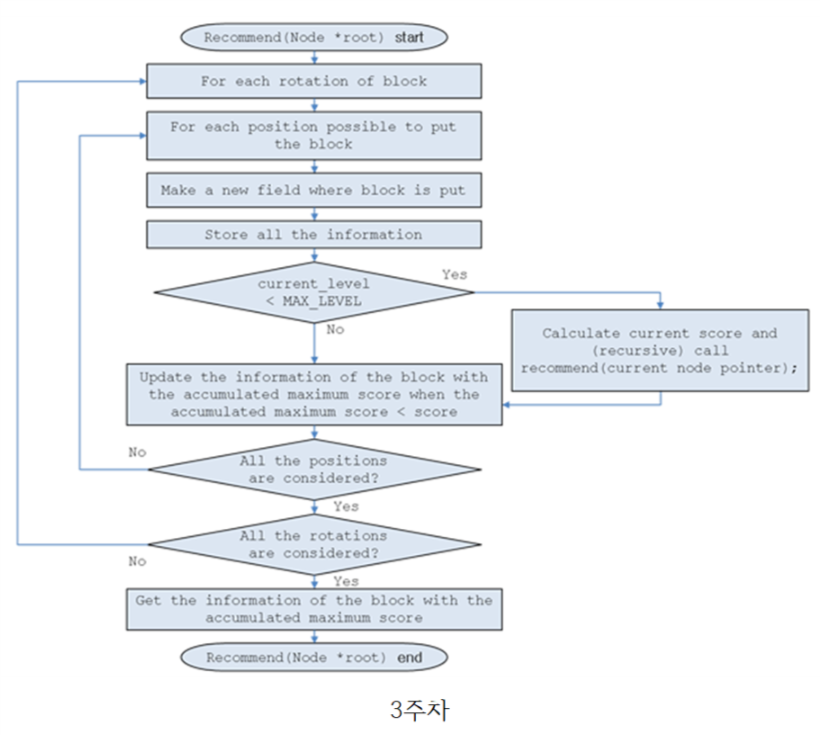 Recommend(Node *root) start
For each rotation of block
For each position possible to put
the block
Make a new field where block is put
Store all the information
current_level
< MAX_LEVEL
Yes
No
Calculate current score and
(recursive) call
recommend(current node pointer);
Update the information of the block with
the accumulated maximum score when the
accumulated maximum score < score
No
All the positions
are considered?
Yes
All the rotations
are considered?
No
Yes
Get the information of the block with the
accumulated maximum score
Recommend(Node *root) end
3주차